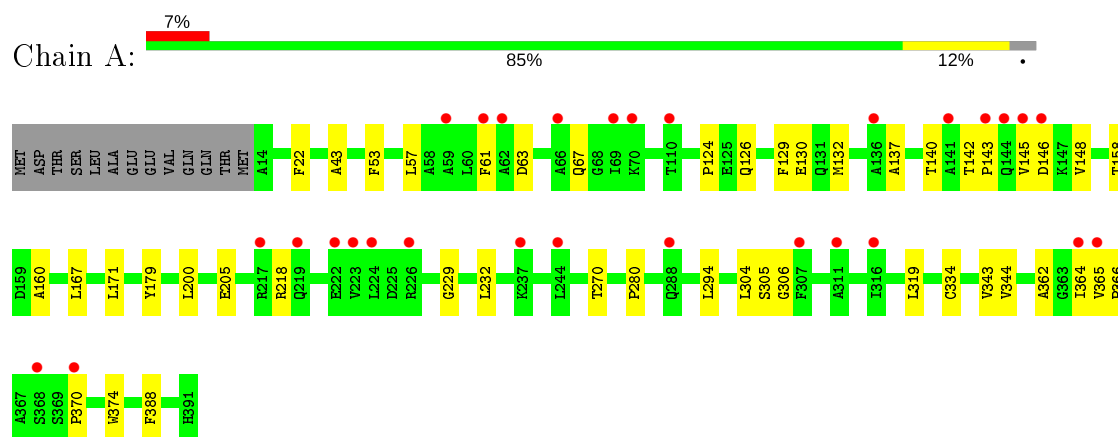 7%
Chain A:
85% 12% •
MET ASP THR SER LEU ALA GLU GLU VAL GLN GLN THR MET A14 F22 A43 F53 L57 A58 A59 L60 F61 A62 D63 A66 Q67 G68 I69 K70 T110 P124 E125 Q126 F129 E130 Q131 M132 A136 A137 T140 A141 T142 P143 Q144 V145 D146 K147 V148 T158
D159 A160 L167 L171 Y179 L200 E205 R217 R218 Q219 E222 V223 L224 D225 R226 G229 L232 K237 L244 T270 P280 Q288 L294 L304 S305 G306 F307 A311 I316 L319 C334 V343 V344 A362 G363 I364 V365 P366
A367 S368 S369 P370 W374 F388 H391